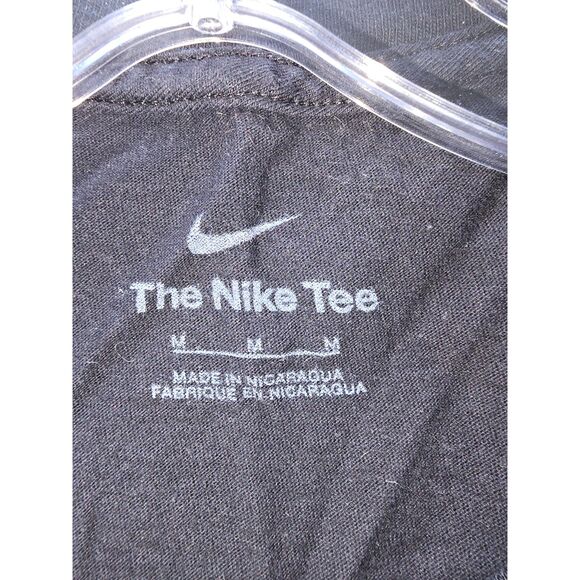 The Nike Tee
M M M
MADE IN NICARAGUA
FABRIQUE EN NICARAGUA